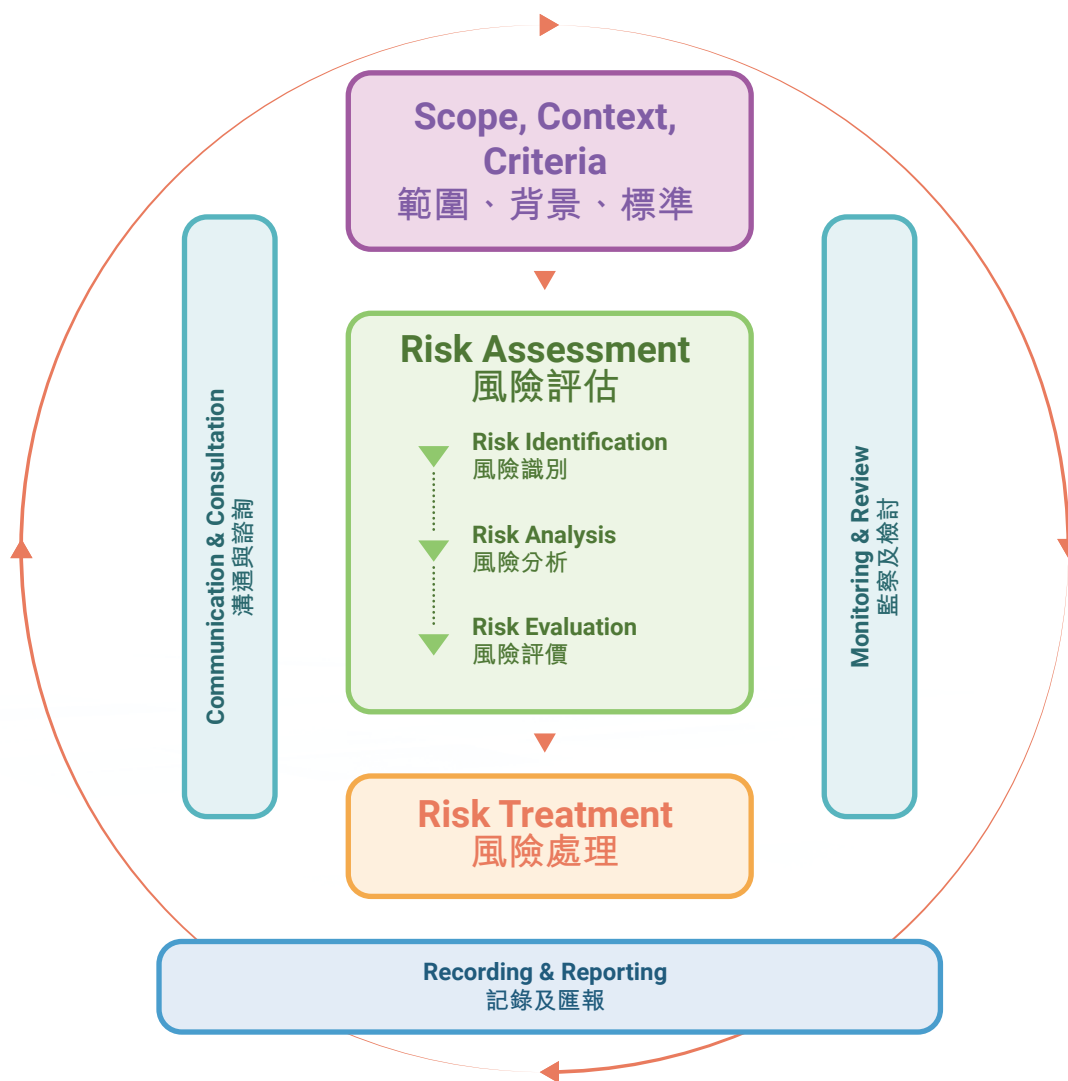 Scope, Context,
Criteria
範圍、背景、標準
Communication & Consultation
溝通與諮詢
Risk Assessment
風險評估
Risk Identification
風險識別
Risk Analysis
風險分析
Risk Evaluation
風險評價
Monitoring & Review
監察及檢討
Risk Treatment
風險處理
Recording & Reporting
記錄及匯報